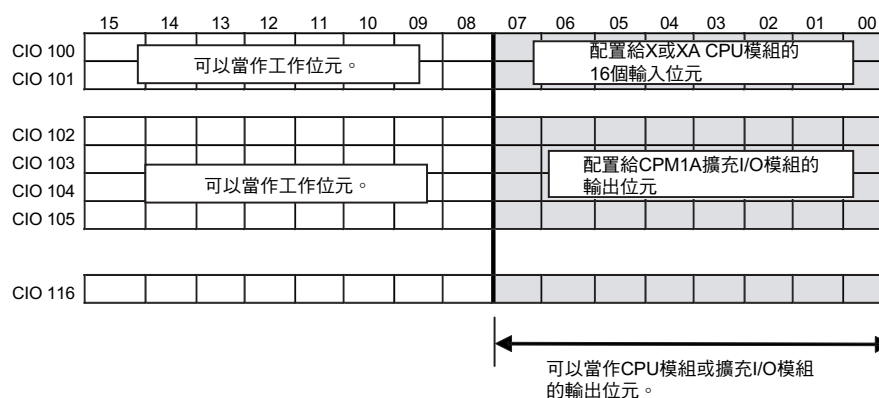 15 14 13 12 11 10 09 08 07 06 05 04 03 02 01 00
CIO 100
CIO 101
可以當作工作位元。
配置給X或XA CPU模組的
16個輸入位元
CIO 102
CIO 103
CIO 104
CIO 105
可以當作工作位元。
配置給CPM1A擴充I/O模組的
輸出位元
CIO 116
可以當作CPU模組或擴充I/O模組
的輸出位元。